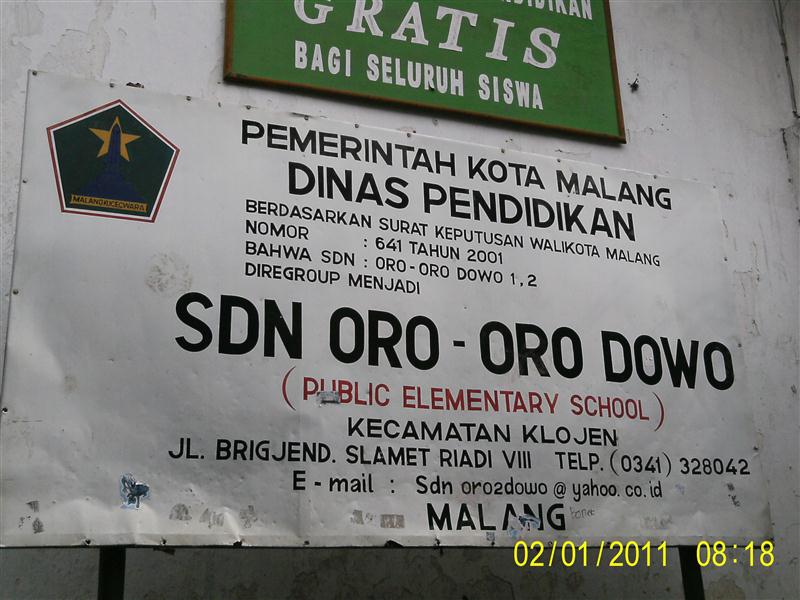 PENDIDIKAN
GRATIS
BAGI SELURUH SISWA
MALANGKUCECWARA
PEMERINTAH KOTA MALANG
DINAS PENDIDIKAN
BERDASARKAN SURAT KEPUTUSAN WALIKOTA MALANG
NOMOR : 641 TAHUN 2001
BAHWA SDN : ORO-ORO DOWO 1,2
DIREGROUP MENJADI
SDN ORO - ORO DOWO
(PUBLIC ELEMENTARY SCHOOL)
KECAMATAN KLOJEN
JL. BRIGJEND. SLAMET RIADI VIII TELP. (0341) 328042
E - mail : Sdn oro2dowo @ yahoo. co. id
MALANG
02/01/2011 08:18